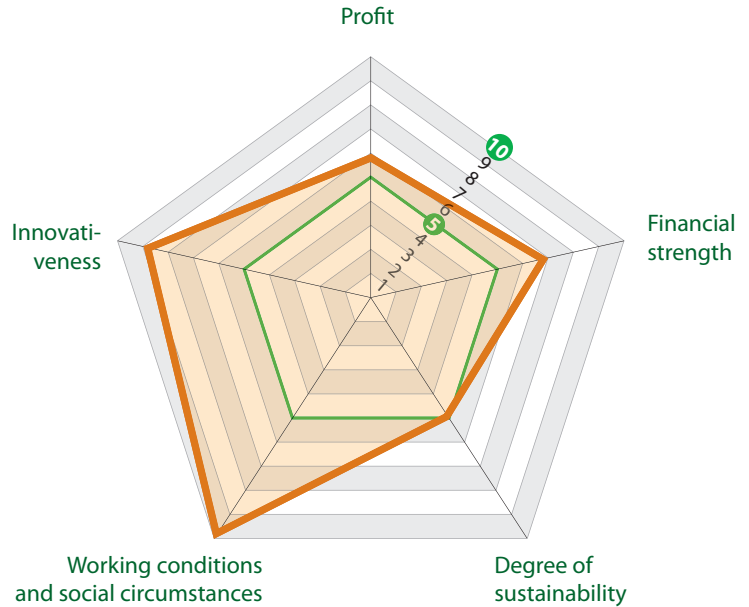 Profit
10
9
8
7
6
5
4
3
2
1
Innovati-
veness
Financial
strength
Working conditions
and social circumstances
Degree of
sustainability